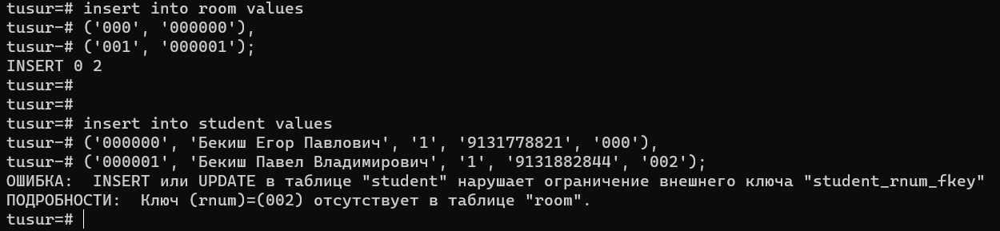 tusur=# insert into room values
tusur-# ('000', '000000'),
tusur-# ('001', '000001');
INSERT 0 2
tusur=#
tusur=#
tusur=# insert into student values
tusur-# ('000000', 'Бекиш Егор Павлович', '1', '9131778821', '000'),
tusur-# ('000001', 'Бекиш Павел Владимирович', '1', '9131882844', '002');
ОШИБКА:  INSERT или UPDATE в таблице "student" нарушает ограничение внешнего ключа "student_rnum_fkey"
ПОДРОБНОСТИ:  Ключ (rnum)=(002) отсутствует в таблице "room".
tusur=#